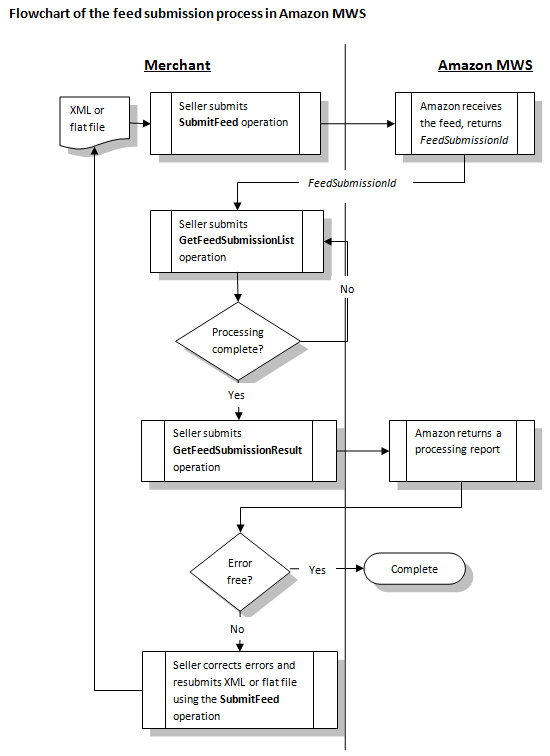 Flowchart of the feed submission process in Amazon MWS
Merchant
Amazon MWS
XML or
flat file
Seller submits
SubmitFeed operation
Amazon receives
the feed, returns
FeedSubmissionId
FeedSubmissionId
Seller submits
GetFeedSubmissionList
operation
No
Processing
complete?
Yes
Seller submits
GetFeedSubmissionResult
operation
Amazon returns a
processing report
Error
free?
Yes
Complete
No
Seller corrects errors and
resubmits XML or flat file
using the SubmitFeed
operation